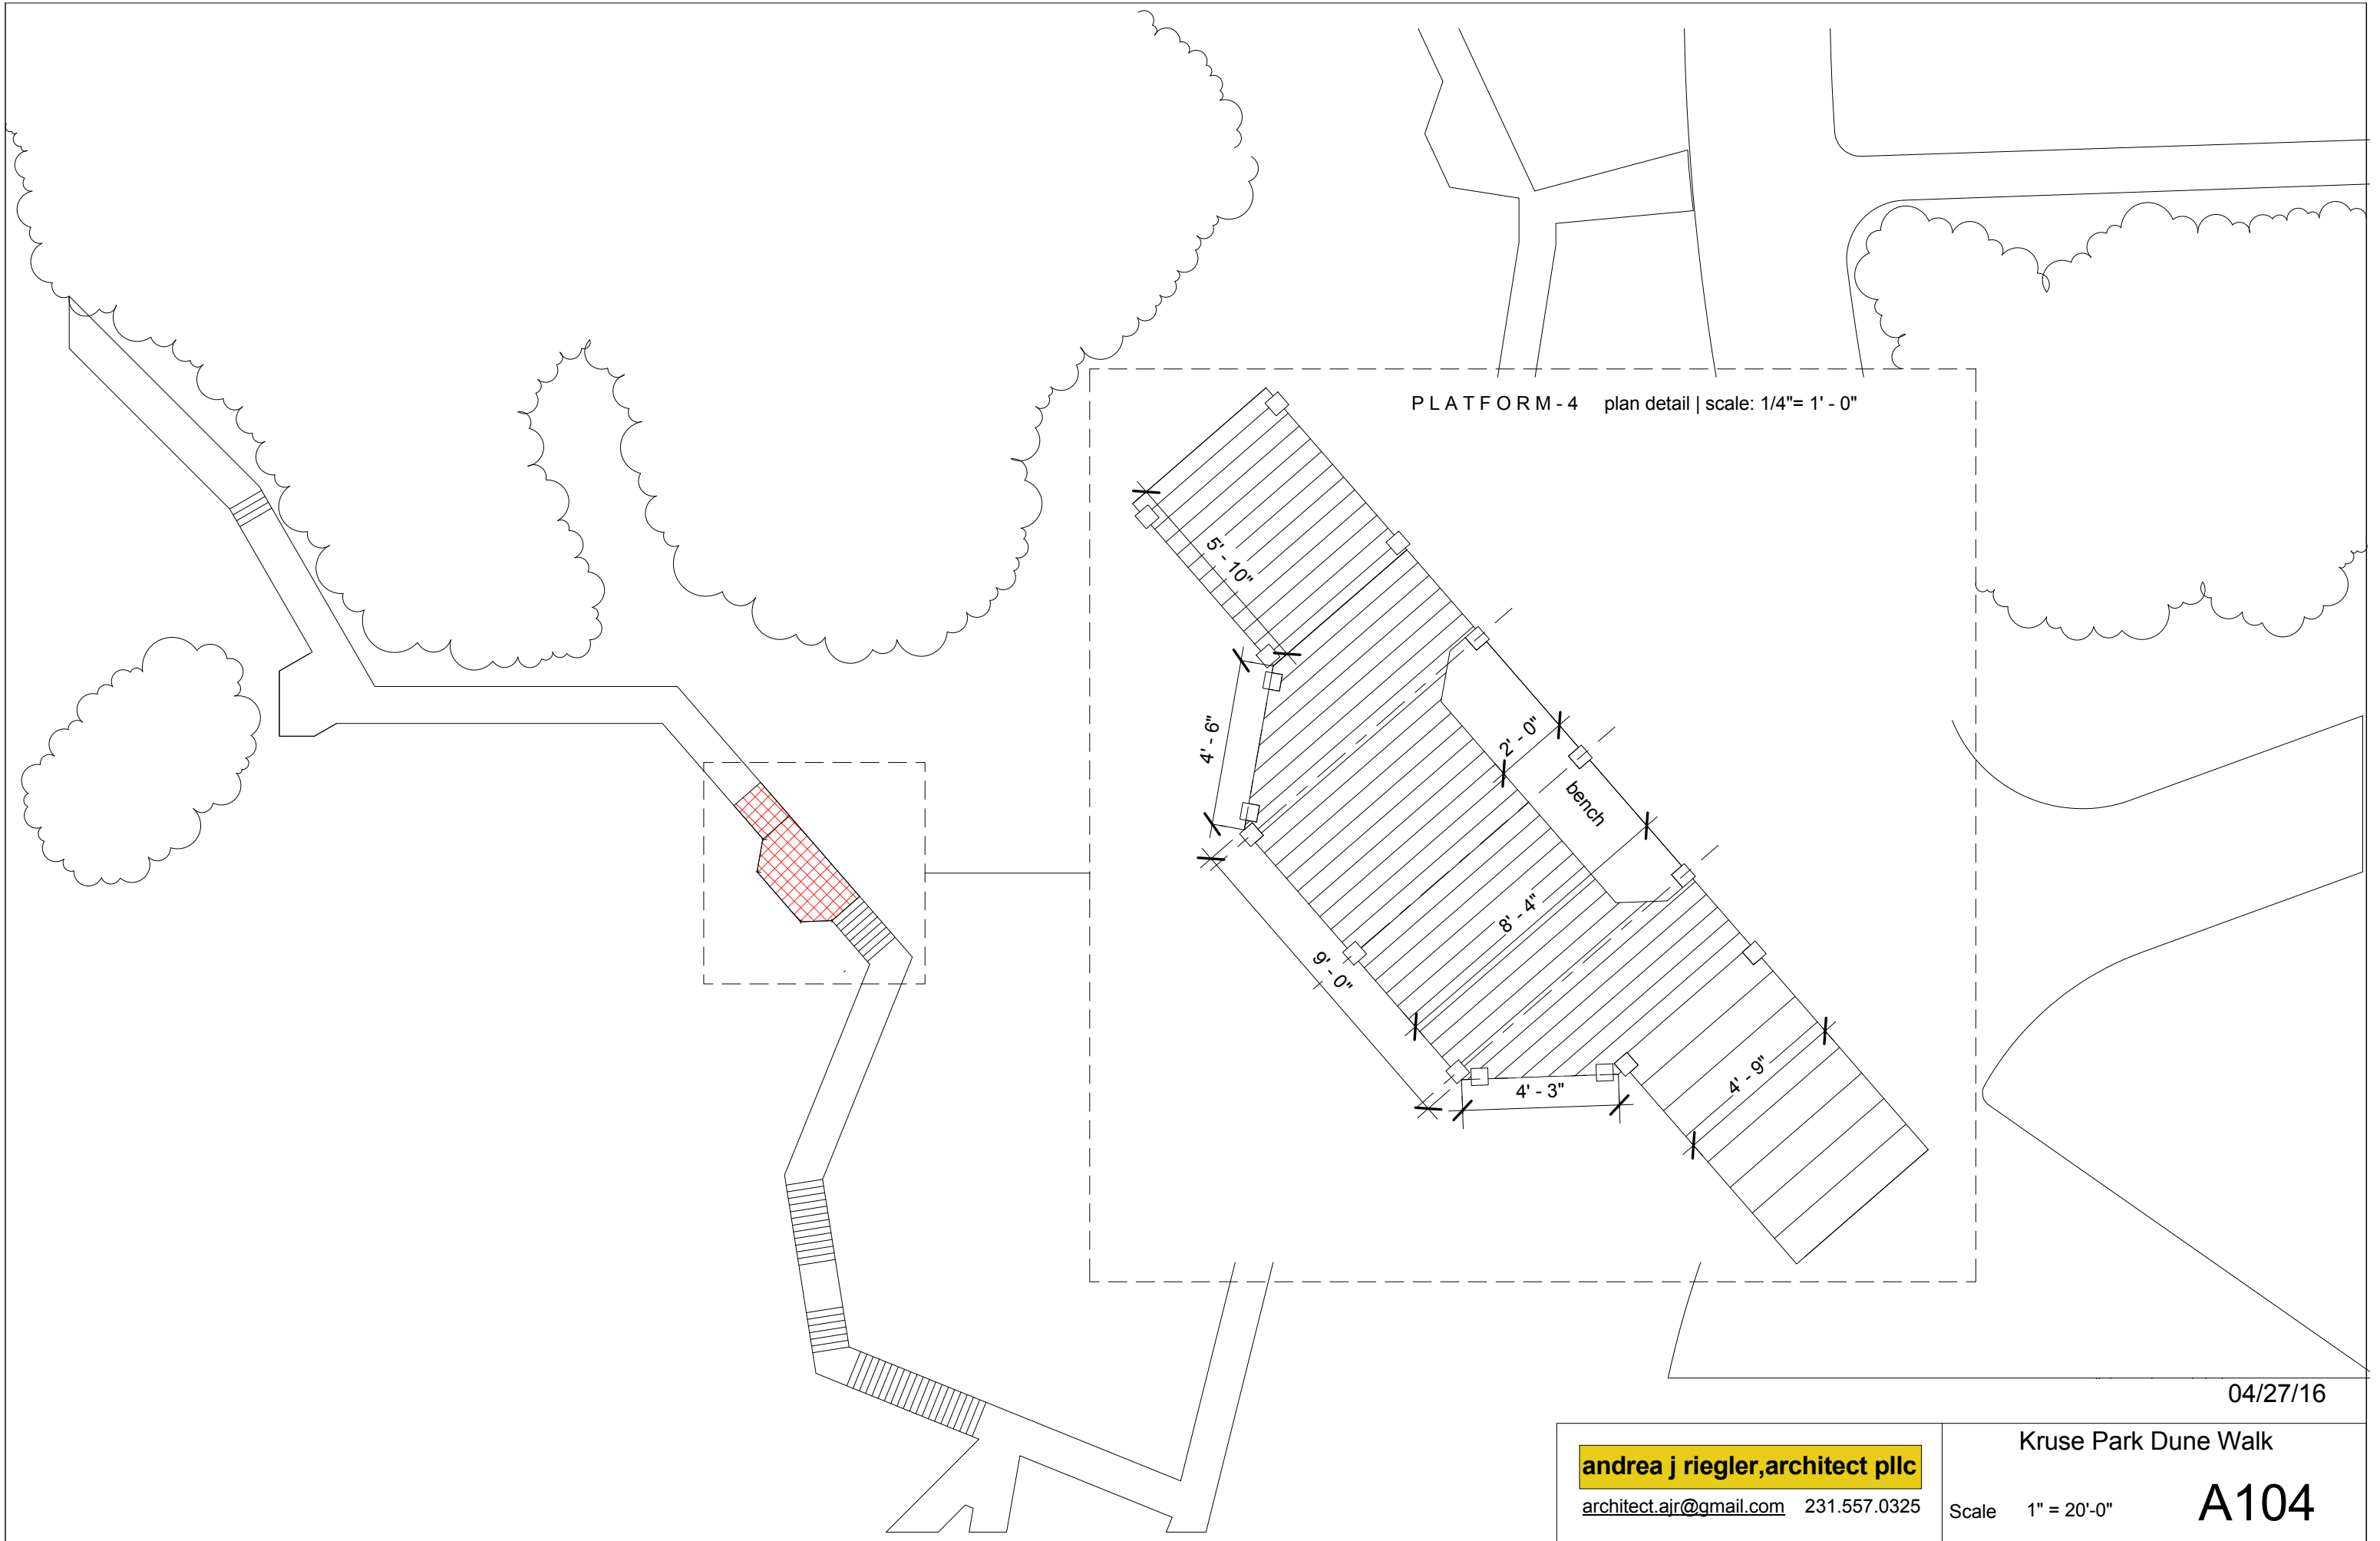 PLATFORM-4 plan detail | scale: 1/4"= 1' - 0"
5' - 10"
4' - 6"
2' - 0"
bench
8' - 4"
9' - 0"
4' - 9"
4' - 3"
04/27/16
andrea j riegler,architect pllc
architect.ajr@gmail.com 231.557.0325
Kruse Park Dune Walk
Scale 1" = 20'-0"
A104